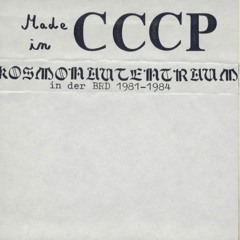 Made
in
CCCP
KOSMONAUTENTRAUM
in der BRD 1981-1984